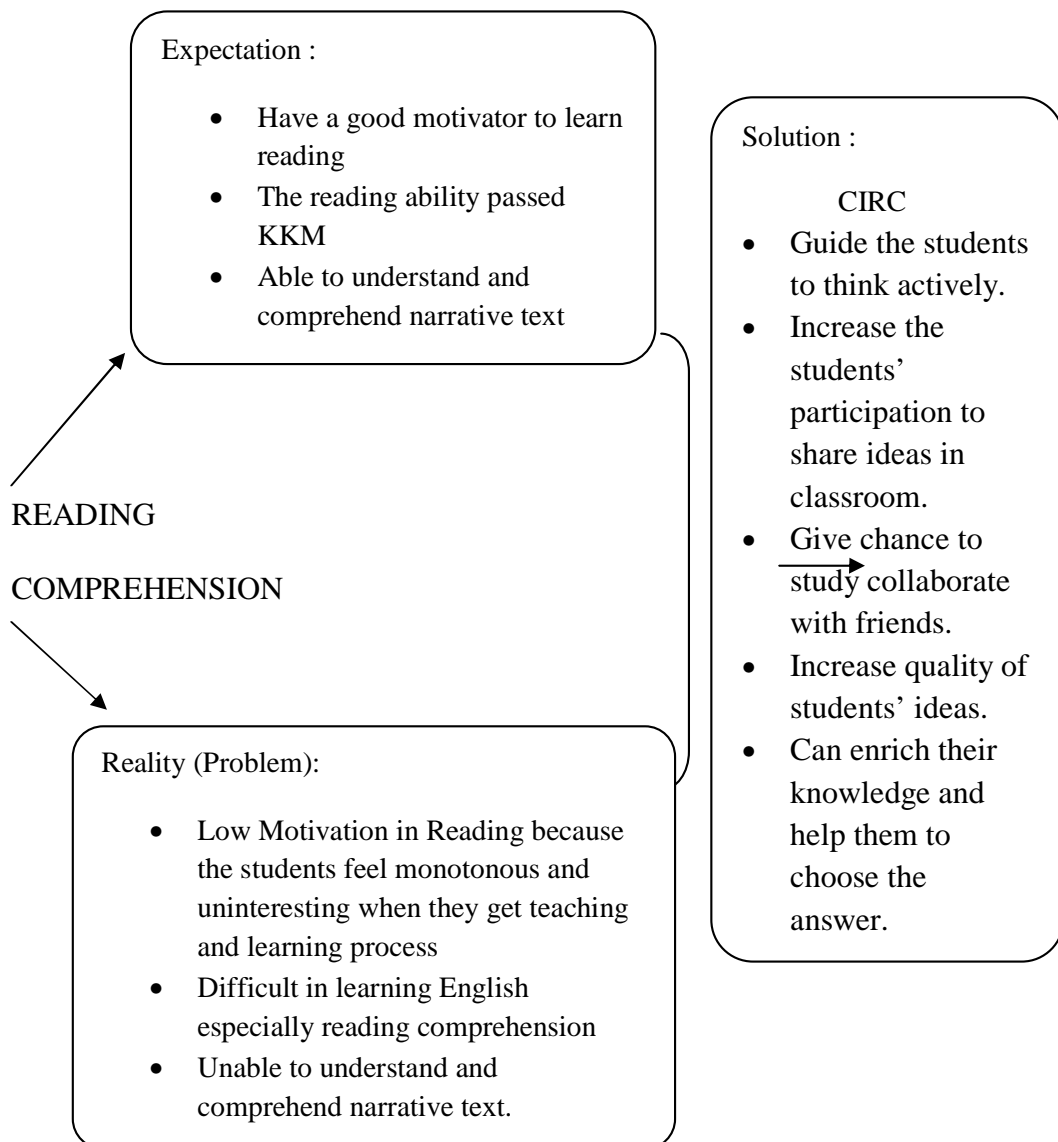 Expectation :
• Have a good motivator to learn
reading
• The reading ability passed
KKM
• Able to understand and
comprehend narrative text
READING
COMPREHENSION
Reality (Problem):
• Low Motivation in Reading because
the students feel monotonous and
uninteresting when they get teaching
and learning process
• Difficult in learning English
especially reading comprehension
• Unable to understand and
comprehend narrative text.
Solution :
CIRC
• Guide the students
to think actively.
• Increase the
students’
participation to
share ideas in
classroom.
• Give chance to
study collaborate
with friends.
• Increase quality of
students’ ideas.
• Can enrich their
knowledge and
help them to
choose the
answer.